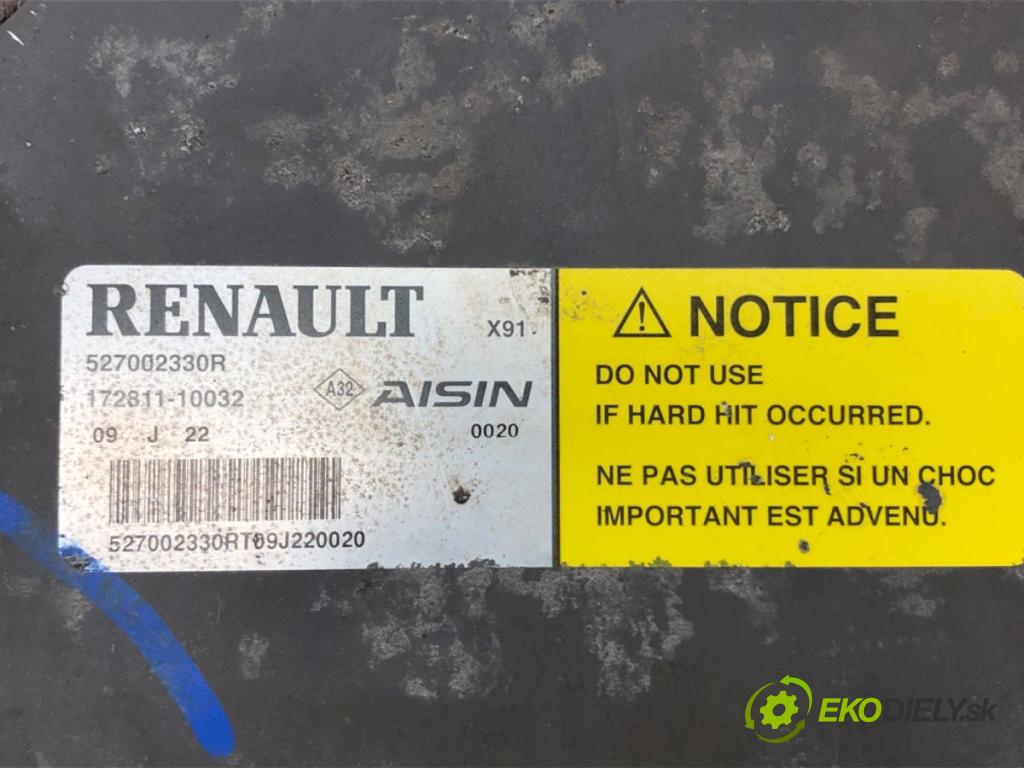 RENAULT
X91
527002330R
172811-10032
A32
AISIN
09 J 22
0020
527002330RT09J220020
NOTICE
DO NOT USE
IF HARD HIT OCCURRED.
NE PAS UTILISER SI UN CHOC
IMPORTANT EST ADVENU.
EKODIELY.sk